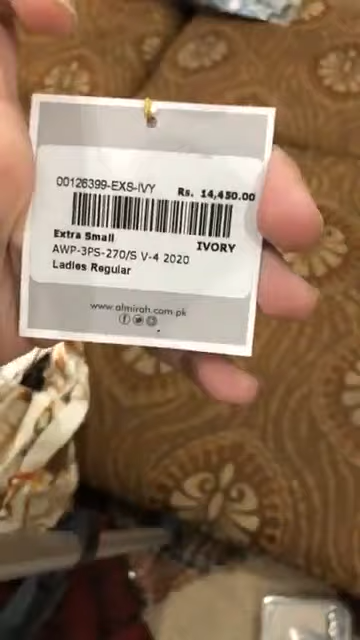 00126399-EXS-IVY Rs. 14,450.00
Extra Small IVORY
AWP-3PS-270/S V-4 2020
Ladies Regular
www.almirah.com.pk